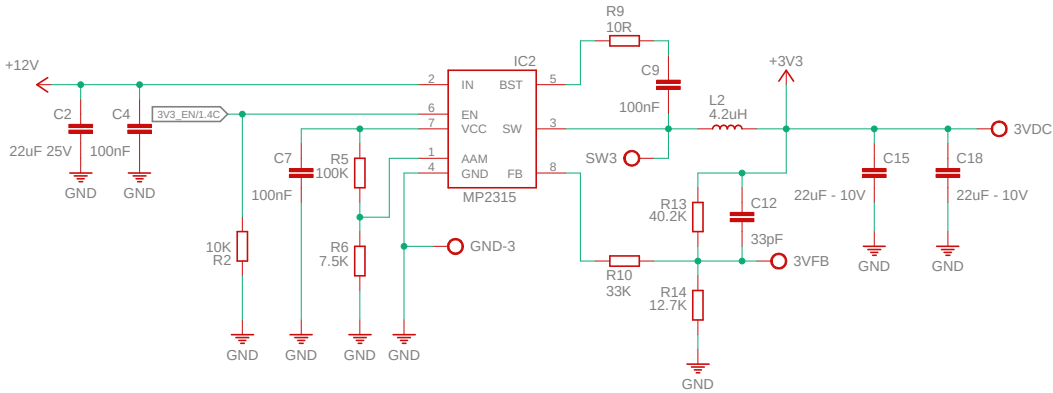 R9
10R
+12V
IC2
+3V3
2
IN
BST
5
C9
100nF
L2
4.2uH
C2
C4
3V3_EN/1.4C
6
EN
7
VCC
SW
3
3VDC
22uF 25V
100nF
C7
R5
100K
1
AAM
SW3
C15
C18
4
GND
FB
8
GND
GND
100nF
MP2315
22uF - 10V
22uF - 10V
R13
40.2K
C12
33pF
10K
R2
R6
7.5K
GND-3
3VFB
GND
GND
R10
33K
R14
12.7K
GND
GND
GND
GND
GND